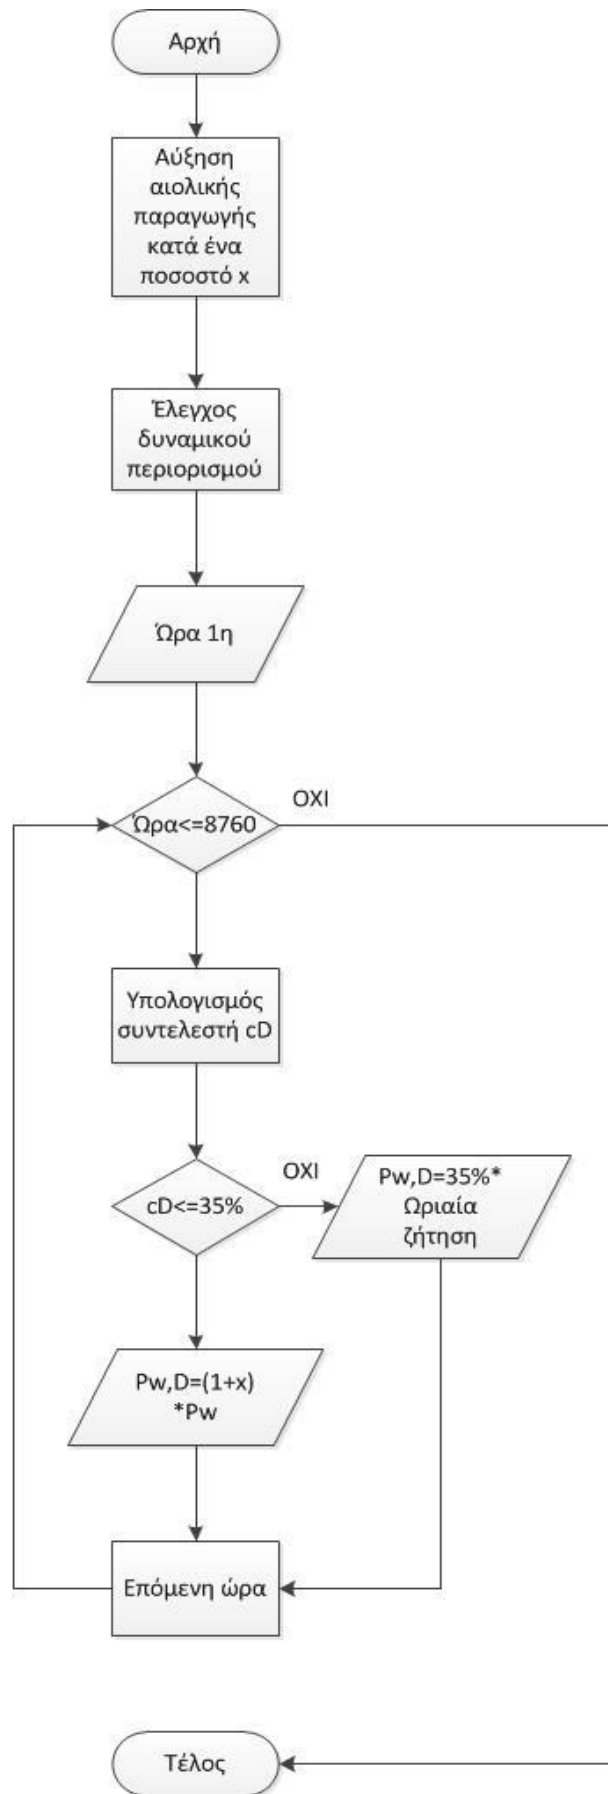 Αρχή
Αύξηση
αιολικής
παραγωγής
κατά ένα
ποσοστό x
Έλεγχος
δυναμικού
περιορισμού
Ώρα 1η
Ώρα<=8760
ΟΧΙ
Υπολογισμός
συντελεστή cD
cD<=35%
ΟΧΙ
Pw,D=35%*
Ωριαία
ζήτηση
Pw,D=(1+x)
*Pw
Επόμενη ώρα
Τέλος